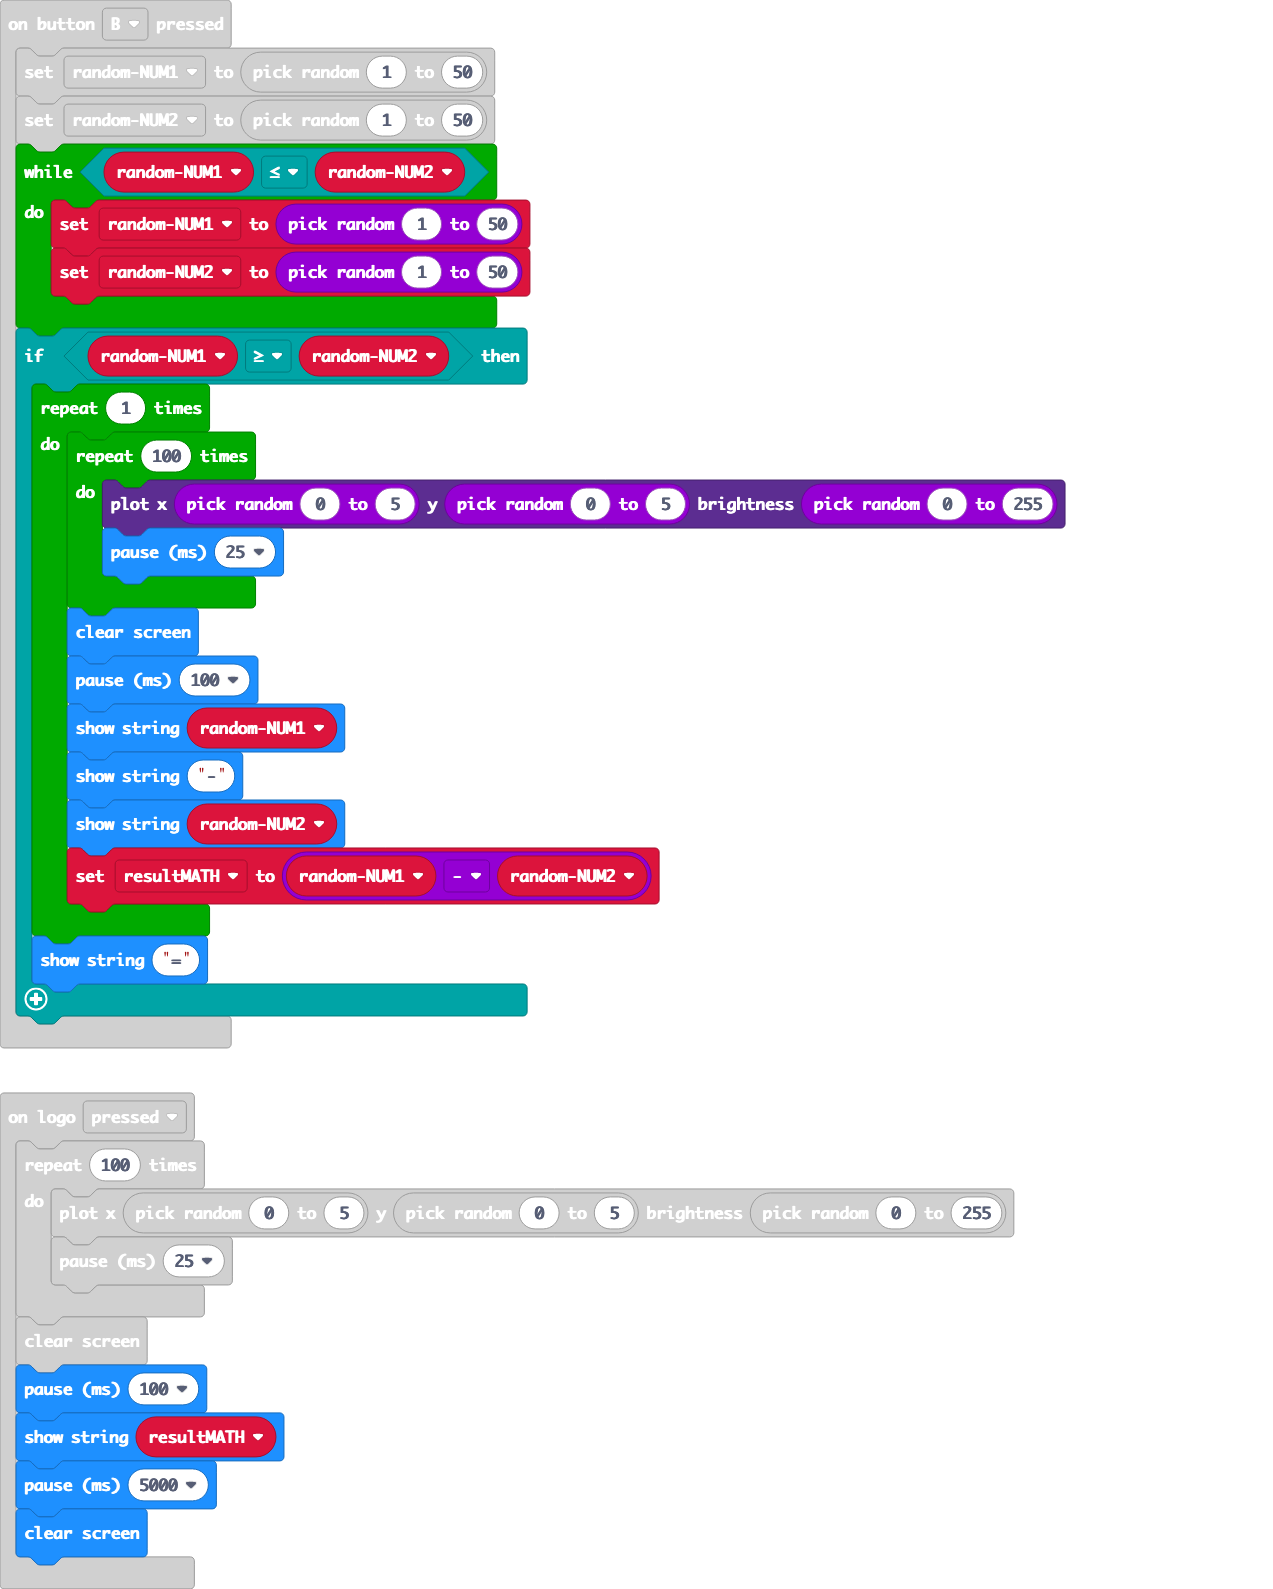 on button B pressed
set random-NUM1 to pick random 1 to 50
set random-NUM2 to pick random 1 to 50
while random-NUM1 ≤ random-NUM2
do set random-NUM1 to pick random 1 to 50
set random-NUM2 to pick random 1 to 50
if random-NUM1 ≥ random-NUM2 then
repeat 1 times
do repeat 100 times
do plot x pick random 0 to 5 y pick random 0 to 5 brightness pick random 0 to 255
pause (ms) 25
clear screen
pause (ms) 100
show string random-NUM1
show string "-"
show string random-NUM2
set resultMATH to random-NUM1 - random-NUM2
show string "="
on logo pressed
repeat 100 times
do plot x pick random 0 to 5 y pick random 0 to 5 brightness pick random 0 to 255
pause (ms) 25
clear screen
pause (ms) 100
show string resultMATH
pause (ms) 5000
clear screen